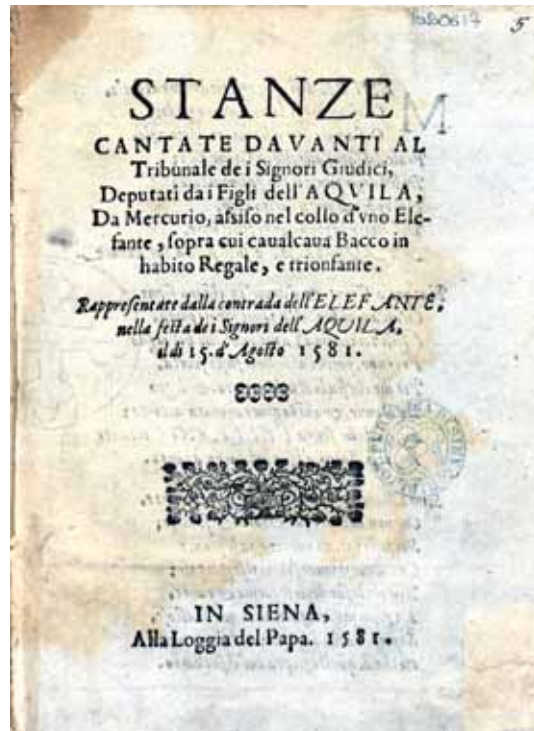 5
STANZE
CANTATE DAVANTI AL
Tribunale de i Signori Giudici,
Deputati da i Figli dell'AQVILA,
Da Mercurio, aſsiſo nel collo d'vno Ele-
fante, ſopra cui caualcaua Bacco in
habito Regale, e trionfante.
Rappreſentate dalla contrada dell'ELEFANTE,
nella feſta de i Signori dell'AQUILA,
il dì 15. d'Agoſto 1581.
IN SIENA,
Alla Loggia del Papa. 1581.